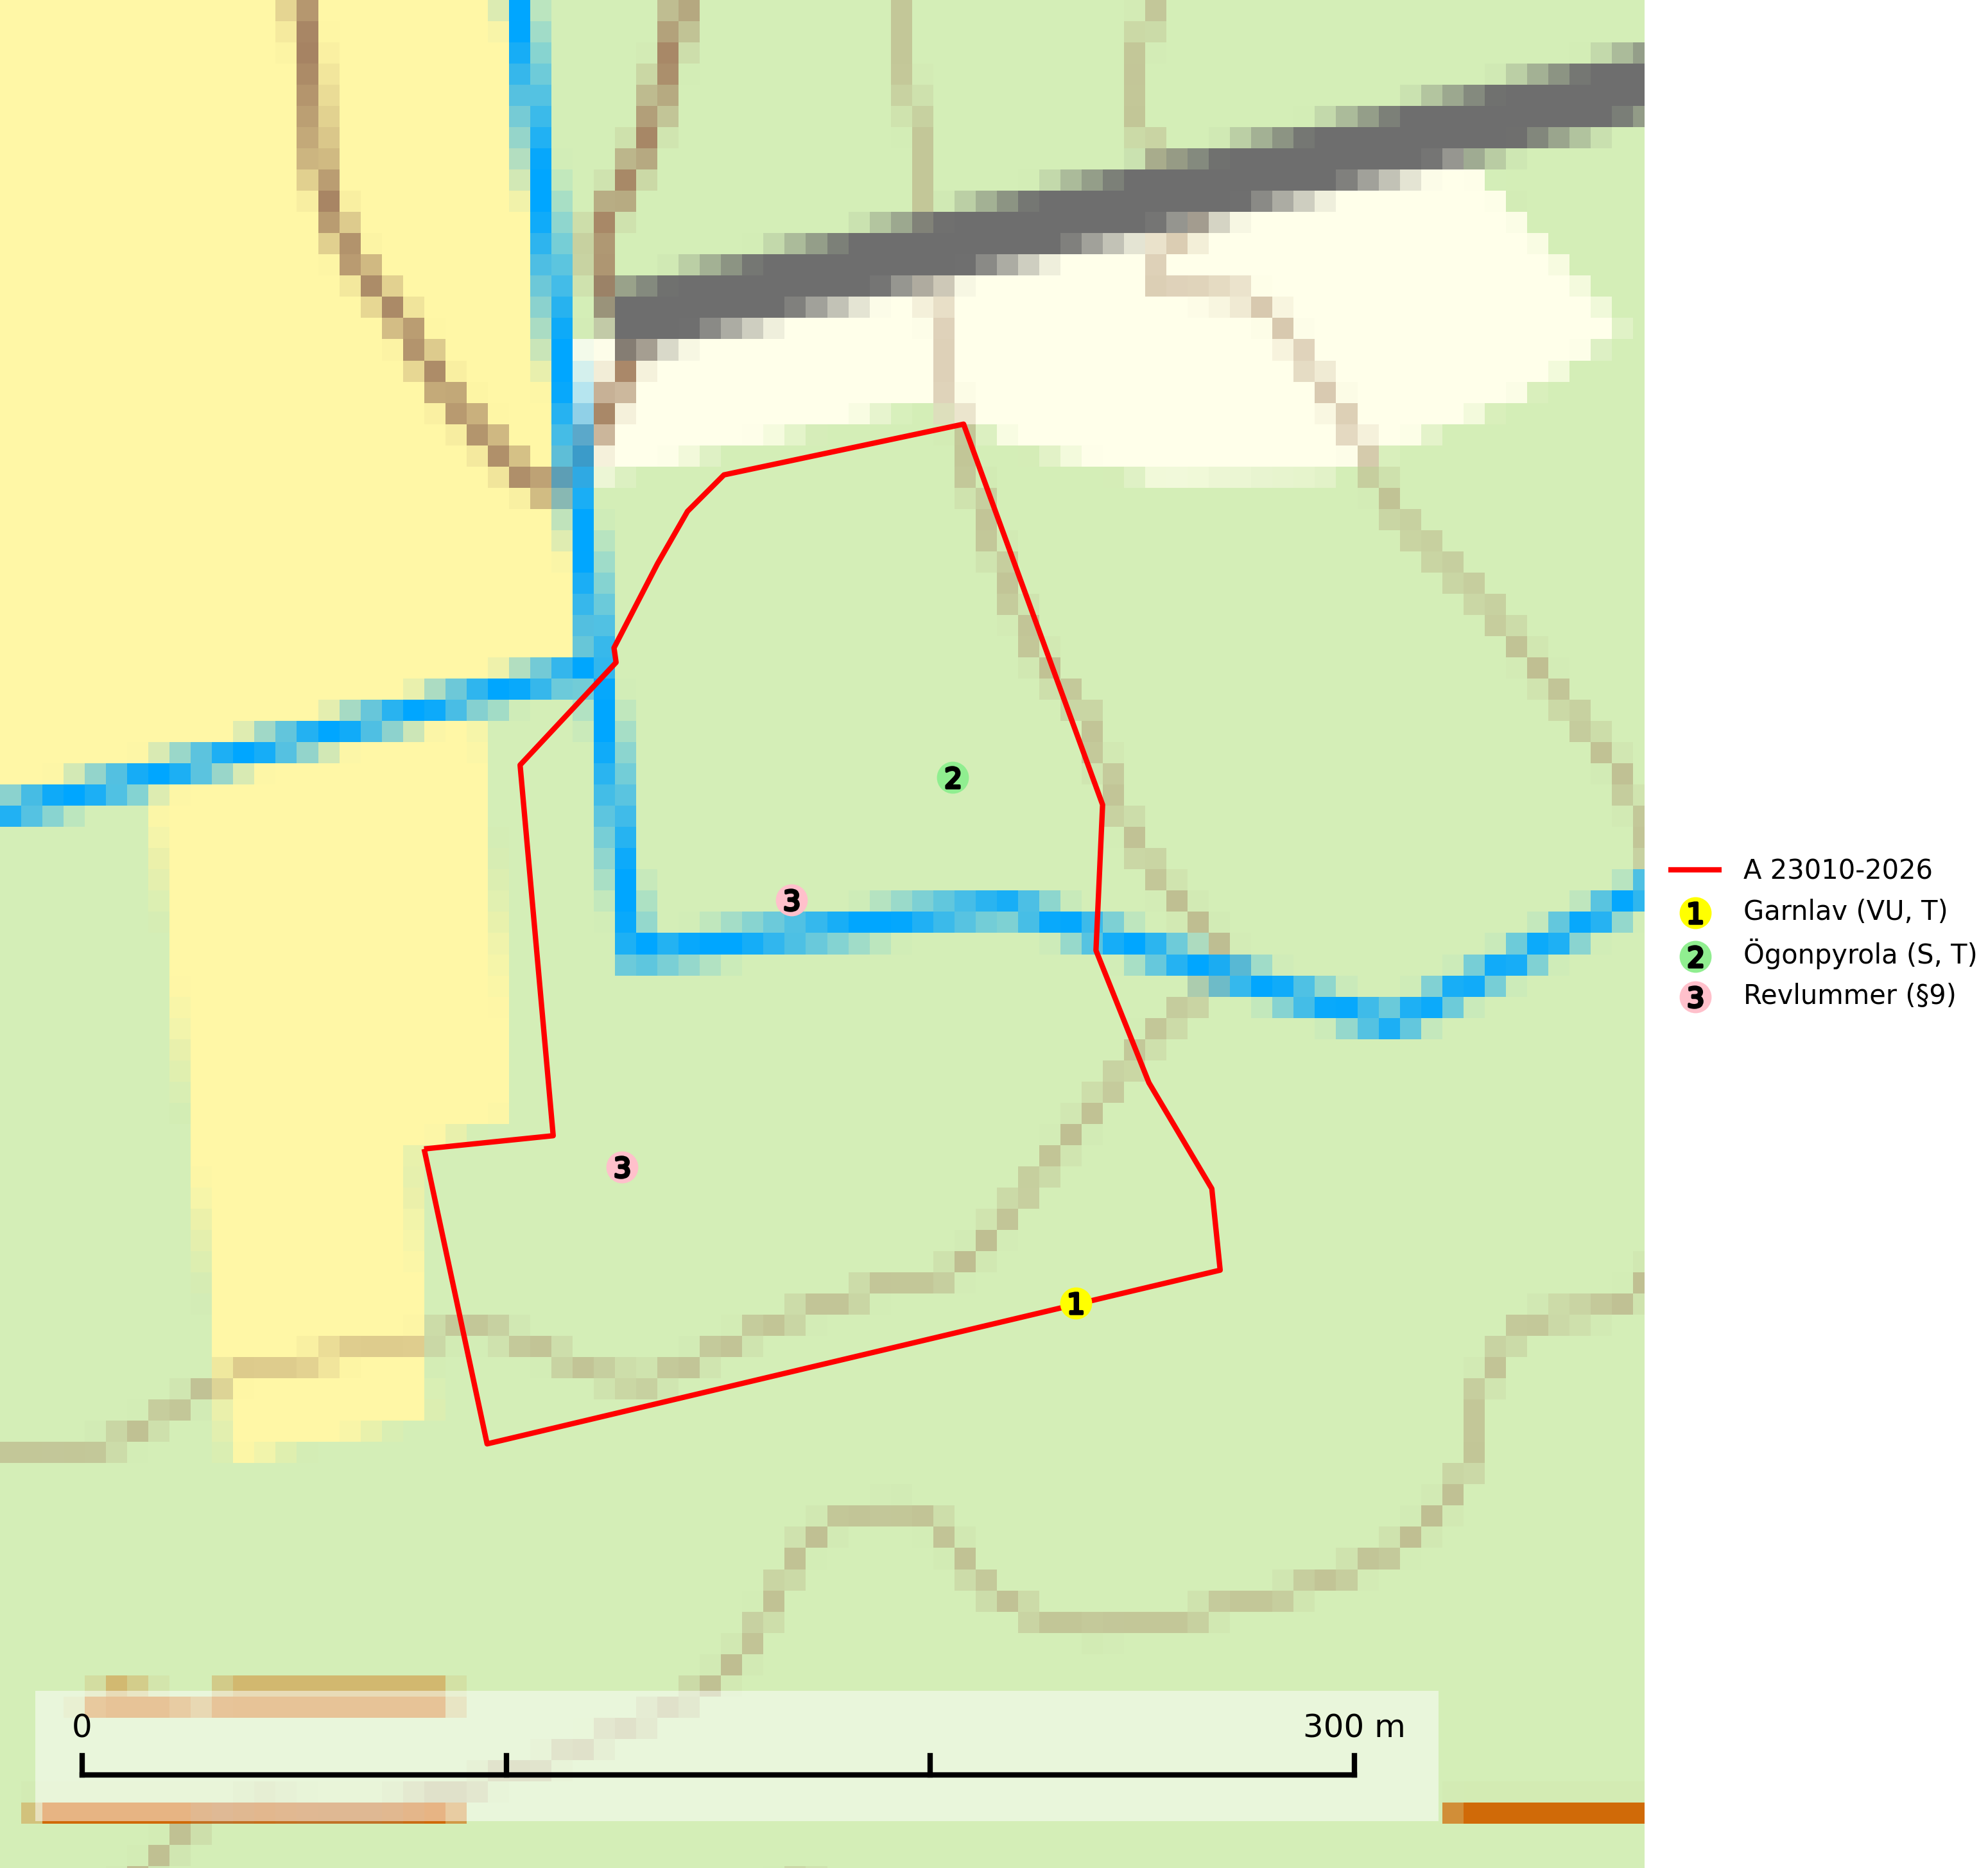 2
3
3
1
0 300 m
A 23010-2026
1 Garnlav (VU, T)
2 Ögonpyrola (S, T)
3 Revlummer (§9)